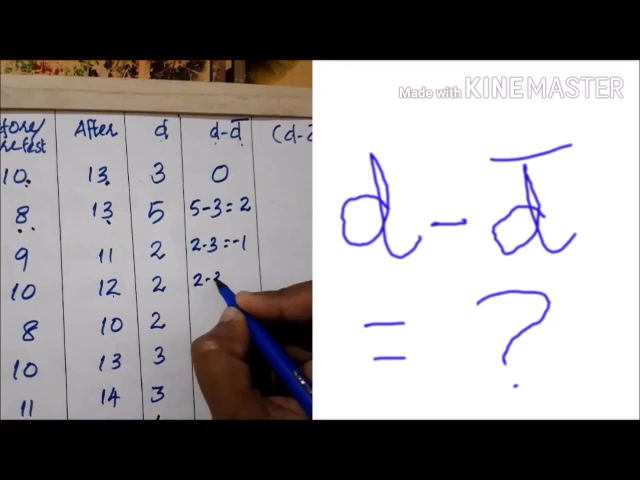 Made with KINEMASTER
After d d-d̅ (d-
10 13 3 0
8 13 5 5-3=2
9 11 2 2-3=-1
10 12 2 2-
8 10 2
10 13 3
11 14 3
d - d̅
= ?